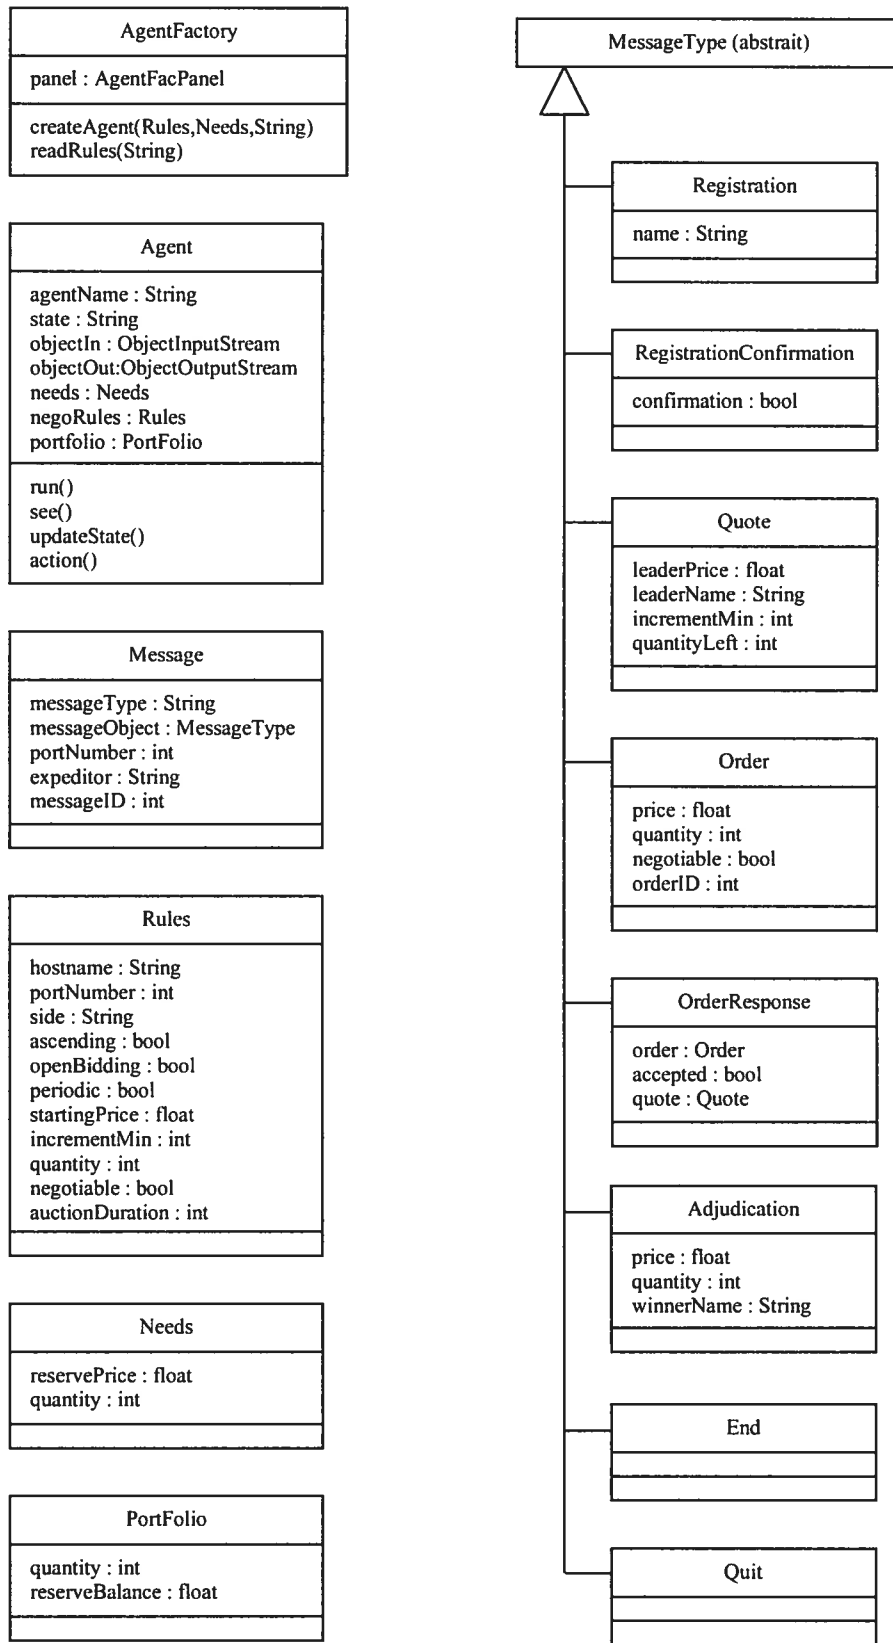 AgentFactory
panel : AgentFacPanel
createAgent(Rules,Needs,String)
readRules(String)
Agent
agentName : String
state : String
objectIn : ObjectInputStream
objectOut:ObjectOutputStream
needs : Needs
negoRules : Rules
portfolio : PortFolio
run()
see()
updateState()
action()
Message
messageType : String
messageObject : MessageType
portNumber : int
expeditor : String
messageID : int
Rules
hostname : String
portNumber : int
side : String
ascending : bool
openBidding : bool
periodic : bool
startingPrice : float
incrementMin : int
quantity : int
negotiable : bool
auctionDuration : int
Needs
reservePrice : float
quantity : int
PortFolio
quantity : int
reserveBalance : float
MessageType (abstrait)
Registration
name : String
RegistrationConfirmation
confirmation : bool
Quote
leaderPrice : float
leaderName : String
incrementMin : int
quantityLeft : int
Order
price : float
quantity : int
negotiable : bool
orderID : int
OrderResponse
order : Order
accepted : bool
quote : Quote
Adjudication
price : float
quantity : int
winnerName : String
End
Quit